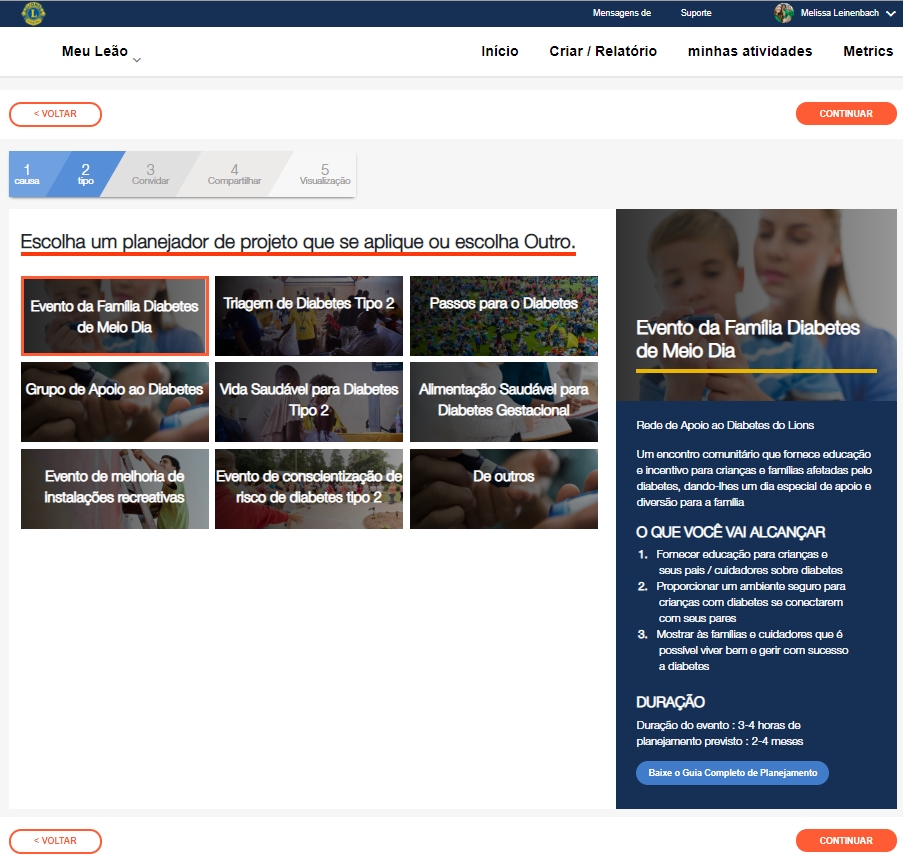 Mensagens de Suporte Melissa Leinenbach
Meu Leão Início Criar / Relatório minhas atividades Metrics
< VOLTAR CONTINUAR
1 2 3 4 5
causa tipo Convidar Compartilhar Visualização
Escolha um planejador de projeto que se aplique ou escolha Outro.
Evento da Família Diabetes
de Meio Dia
Triagem de Diabetes Tipo 2
Passos para o Diabetes
Grupo de Apoio ao Diabetes
Vida Saudável para Diabetes
Tipo 2
Alimentação Saudável para
Diabetes Gestacional
Evento de melhoria de
instalações recreativas
Evento de conscientização de
risco de diabetes tipo 2
De outros
Evento da Família Diabetes
de Meio Dia
Rede de Apoio ao Diabetes do Lions
Um encontro comunitário que fornece educação
e incentivo para crianças e famílias afetadas pelo
diabetes, dando-lhes um dia especial de apoio e
diversão para a família
O QUE VOCÊ VAI ALCANÇAR
1. Fornecer educação para crianças e
seus pais / cuidadores sobre diabetes
2. Proporcionar um ambiente seguro para
crianças com diabetes se conectarem
com seus pares
3. Mostrar às famílias e cuidadores que é
possível viver bem e gerir com sucesso
a diabetes
DURAÇÃO
Duração do evento : 3-4 horas de
planejamento previsto : 2-4 meses
Baixe o Guia Completo de Planejamento
< VOLTAR CONTINUAR